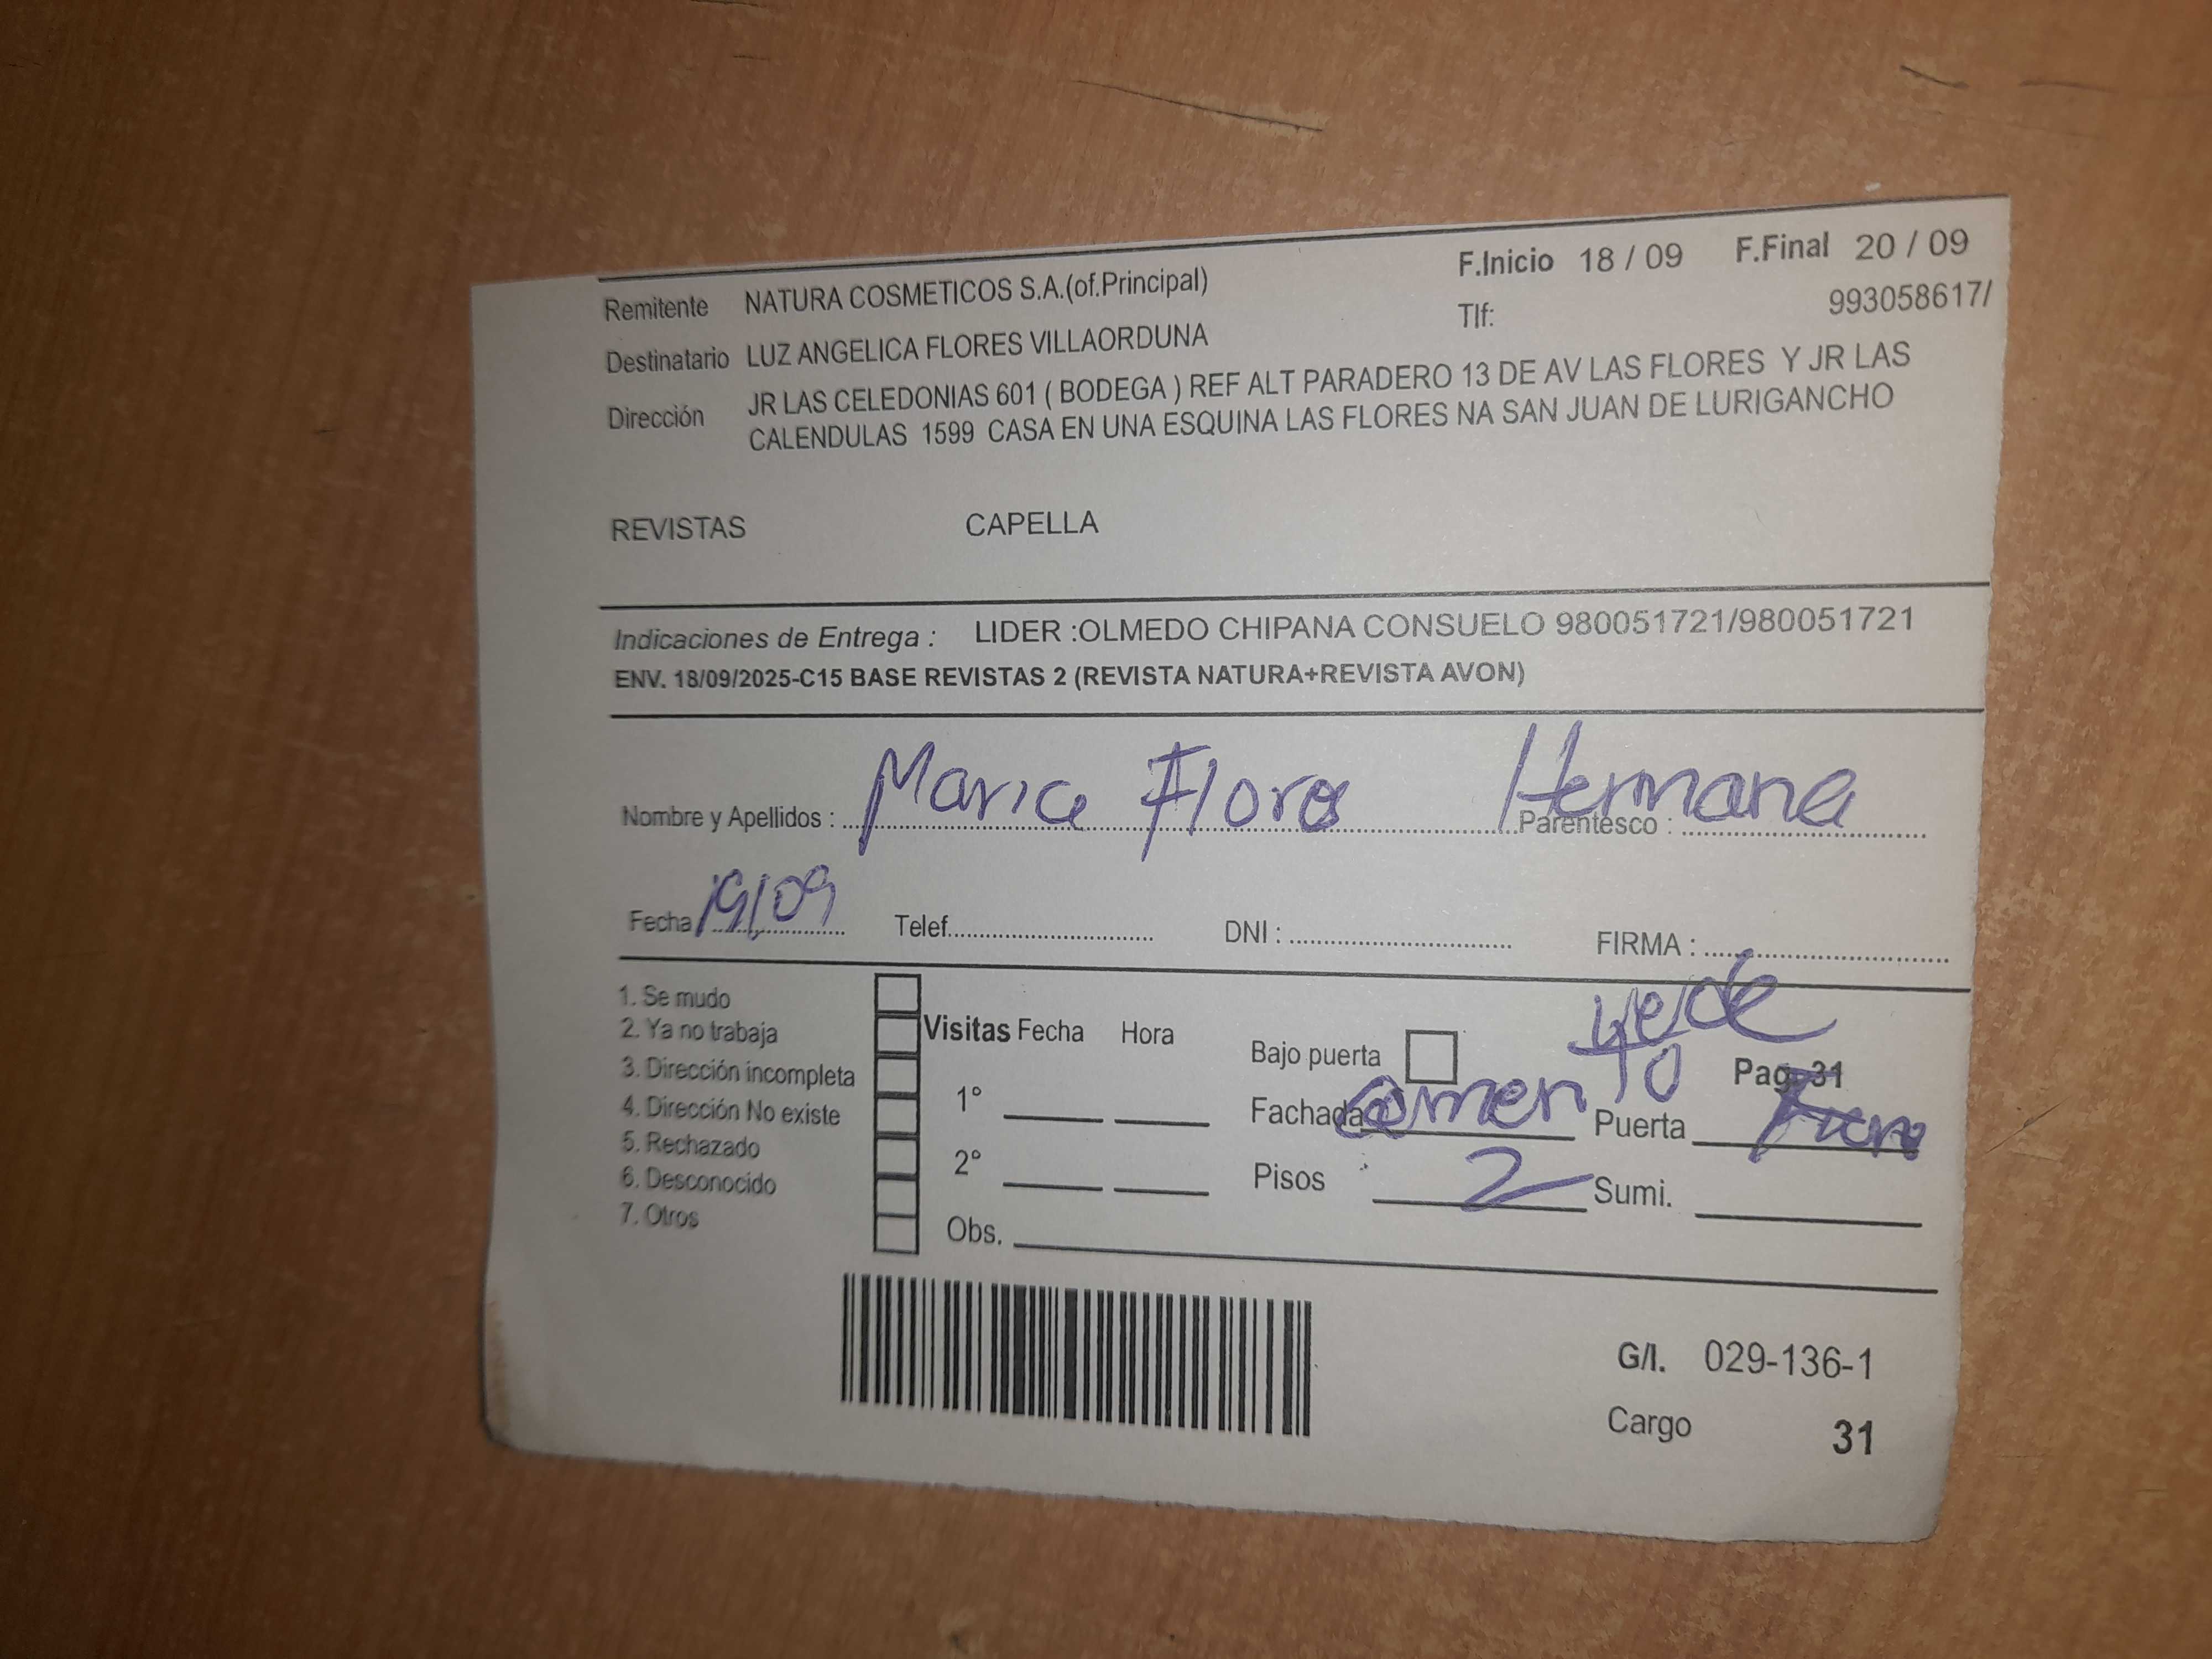 F.Inicio 18 / 09 F.Final 20 / 09
Remitente NATURA COSMETICOS S.A.(of.Principal)
Tlf: 993058617/
Destinatario LUZ ANGELICA FLORES VILLAORDUNA
Dirección JR LAS CELEDONIAS 601 ( BODEGA ) REF ALT PARADERO 13 DE AV LAS FLORES Y JR LAS
CALENDULAS 1599 CASA EN UNA ESQUINA LAS FLORES NA SAN JUAN DE LURIGANCHO
REVISTAS CAPELLA
Indicaciones de Entrega : LIDER :OLMEDO CHIPANA CONSUELO 980051721/980051721
ENV. 18/09/2025-C15 BASE REVISTAS 2 (REVISTA NATURA+REVISTA AVON)
Nombre y Apellidos : Maria Flores Parentesco : Hermana
Fecha 19/09 Telef. DNI : FIRMA :
1. Se mudo
2. Ya no trabaja
3. Dirección incompleta
4. Dirección No existe
5. Rechazado
6. Desconocido
7. Otros
Visitas Fecha Hora
1°
2°
Obs.
Bajo puerta
Pag. 31
Fachada Puerta
Pisos 2 Sumi.
G/I. 029-136-1
Cargo 31